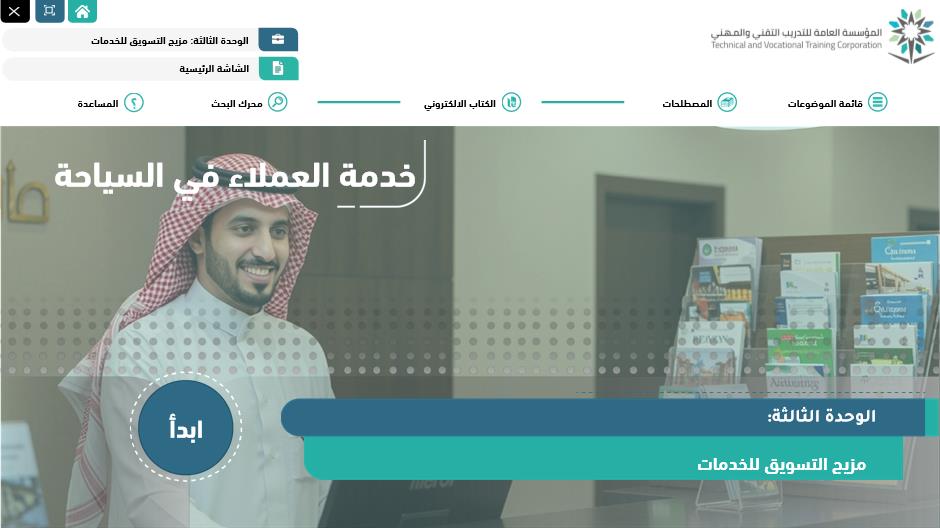 المؤسسة العامة للتدريب التقني والمهني
Technical and Vocational Training Corporation
الوحدة الثالثة: مزيج التسويق للخدمات
الشاشة الرئيسية
قائمة الموضوعات
المصطلحات
الكتاب الالكتروني
محرك البحث
المساعدة
خدمة العملاء في السياحة
الوحدة الثالثة:
مزيج التسويق للخدمات
ابدأ